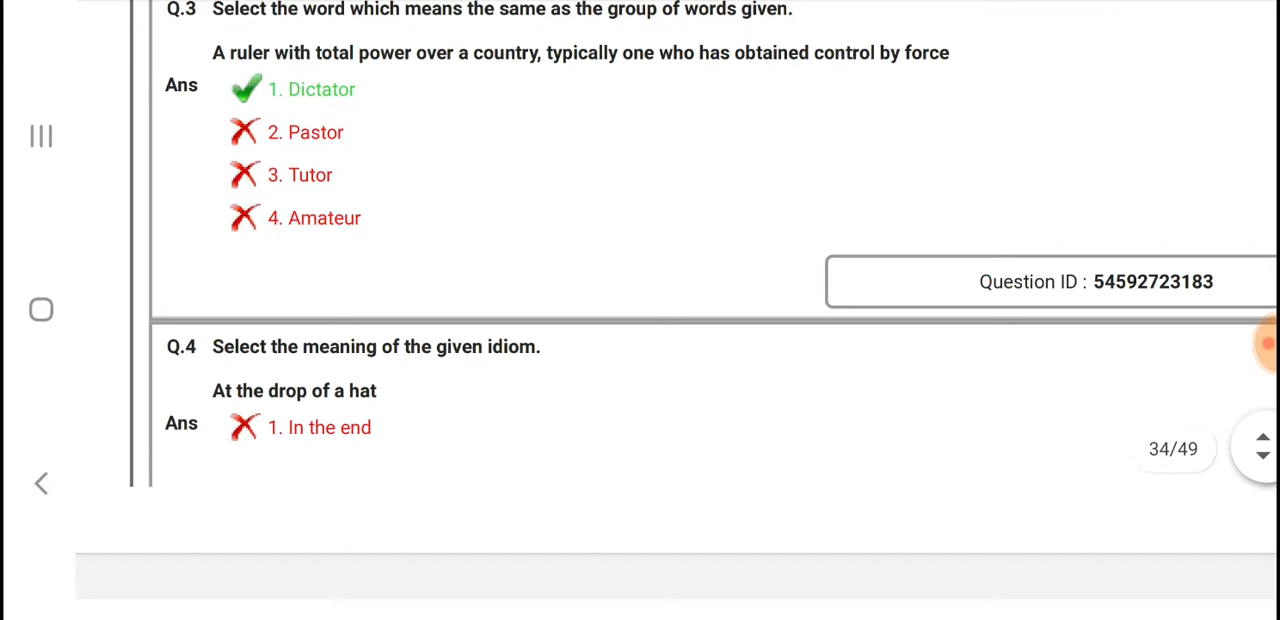 Q.3 Select the word which means the same as the group of words given.
A ruler with total power over a country, typically one who has obtained control by force
Ans 1. Dictator
2. Pastor
3. Tutor
4. Amateur
Question ID : 54592723183
Q.4 Select the meaning of the given idiom.
At the drop of a hat
Ans 1. In the end
34/49